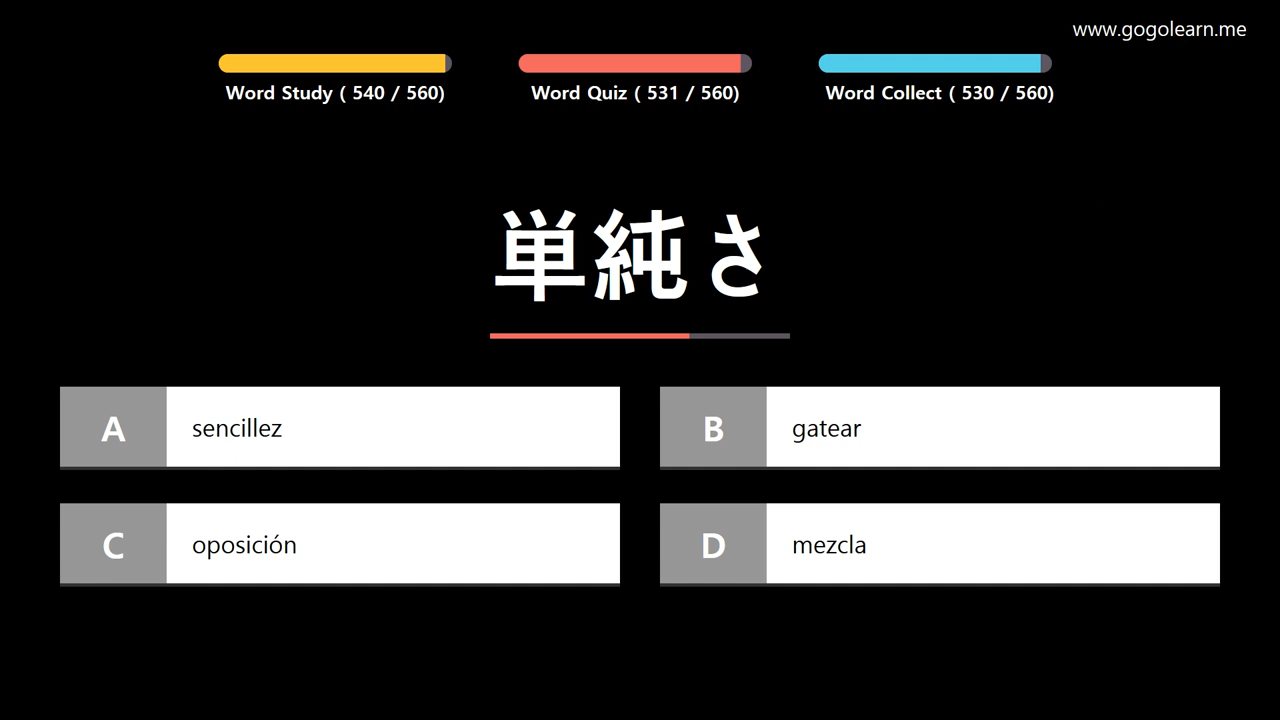 www.gogolearn.me
Word Study ( 540 / 560)
Word Quiz ( 531 / 560)
Word Collect ( 530 / 560)
単純さ
A sencillez
B gatear
C oposición
D mezcla